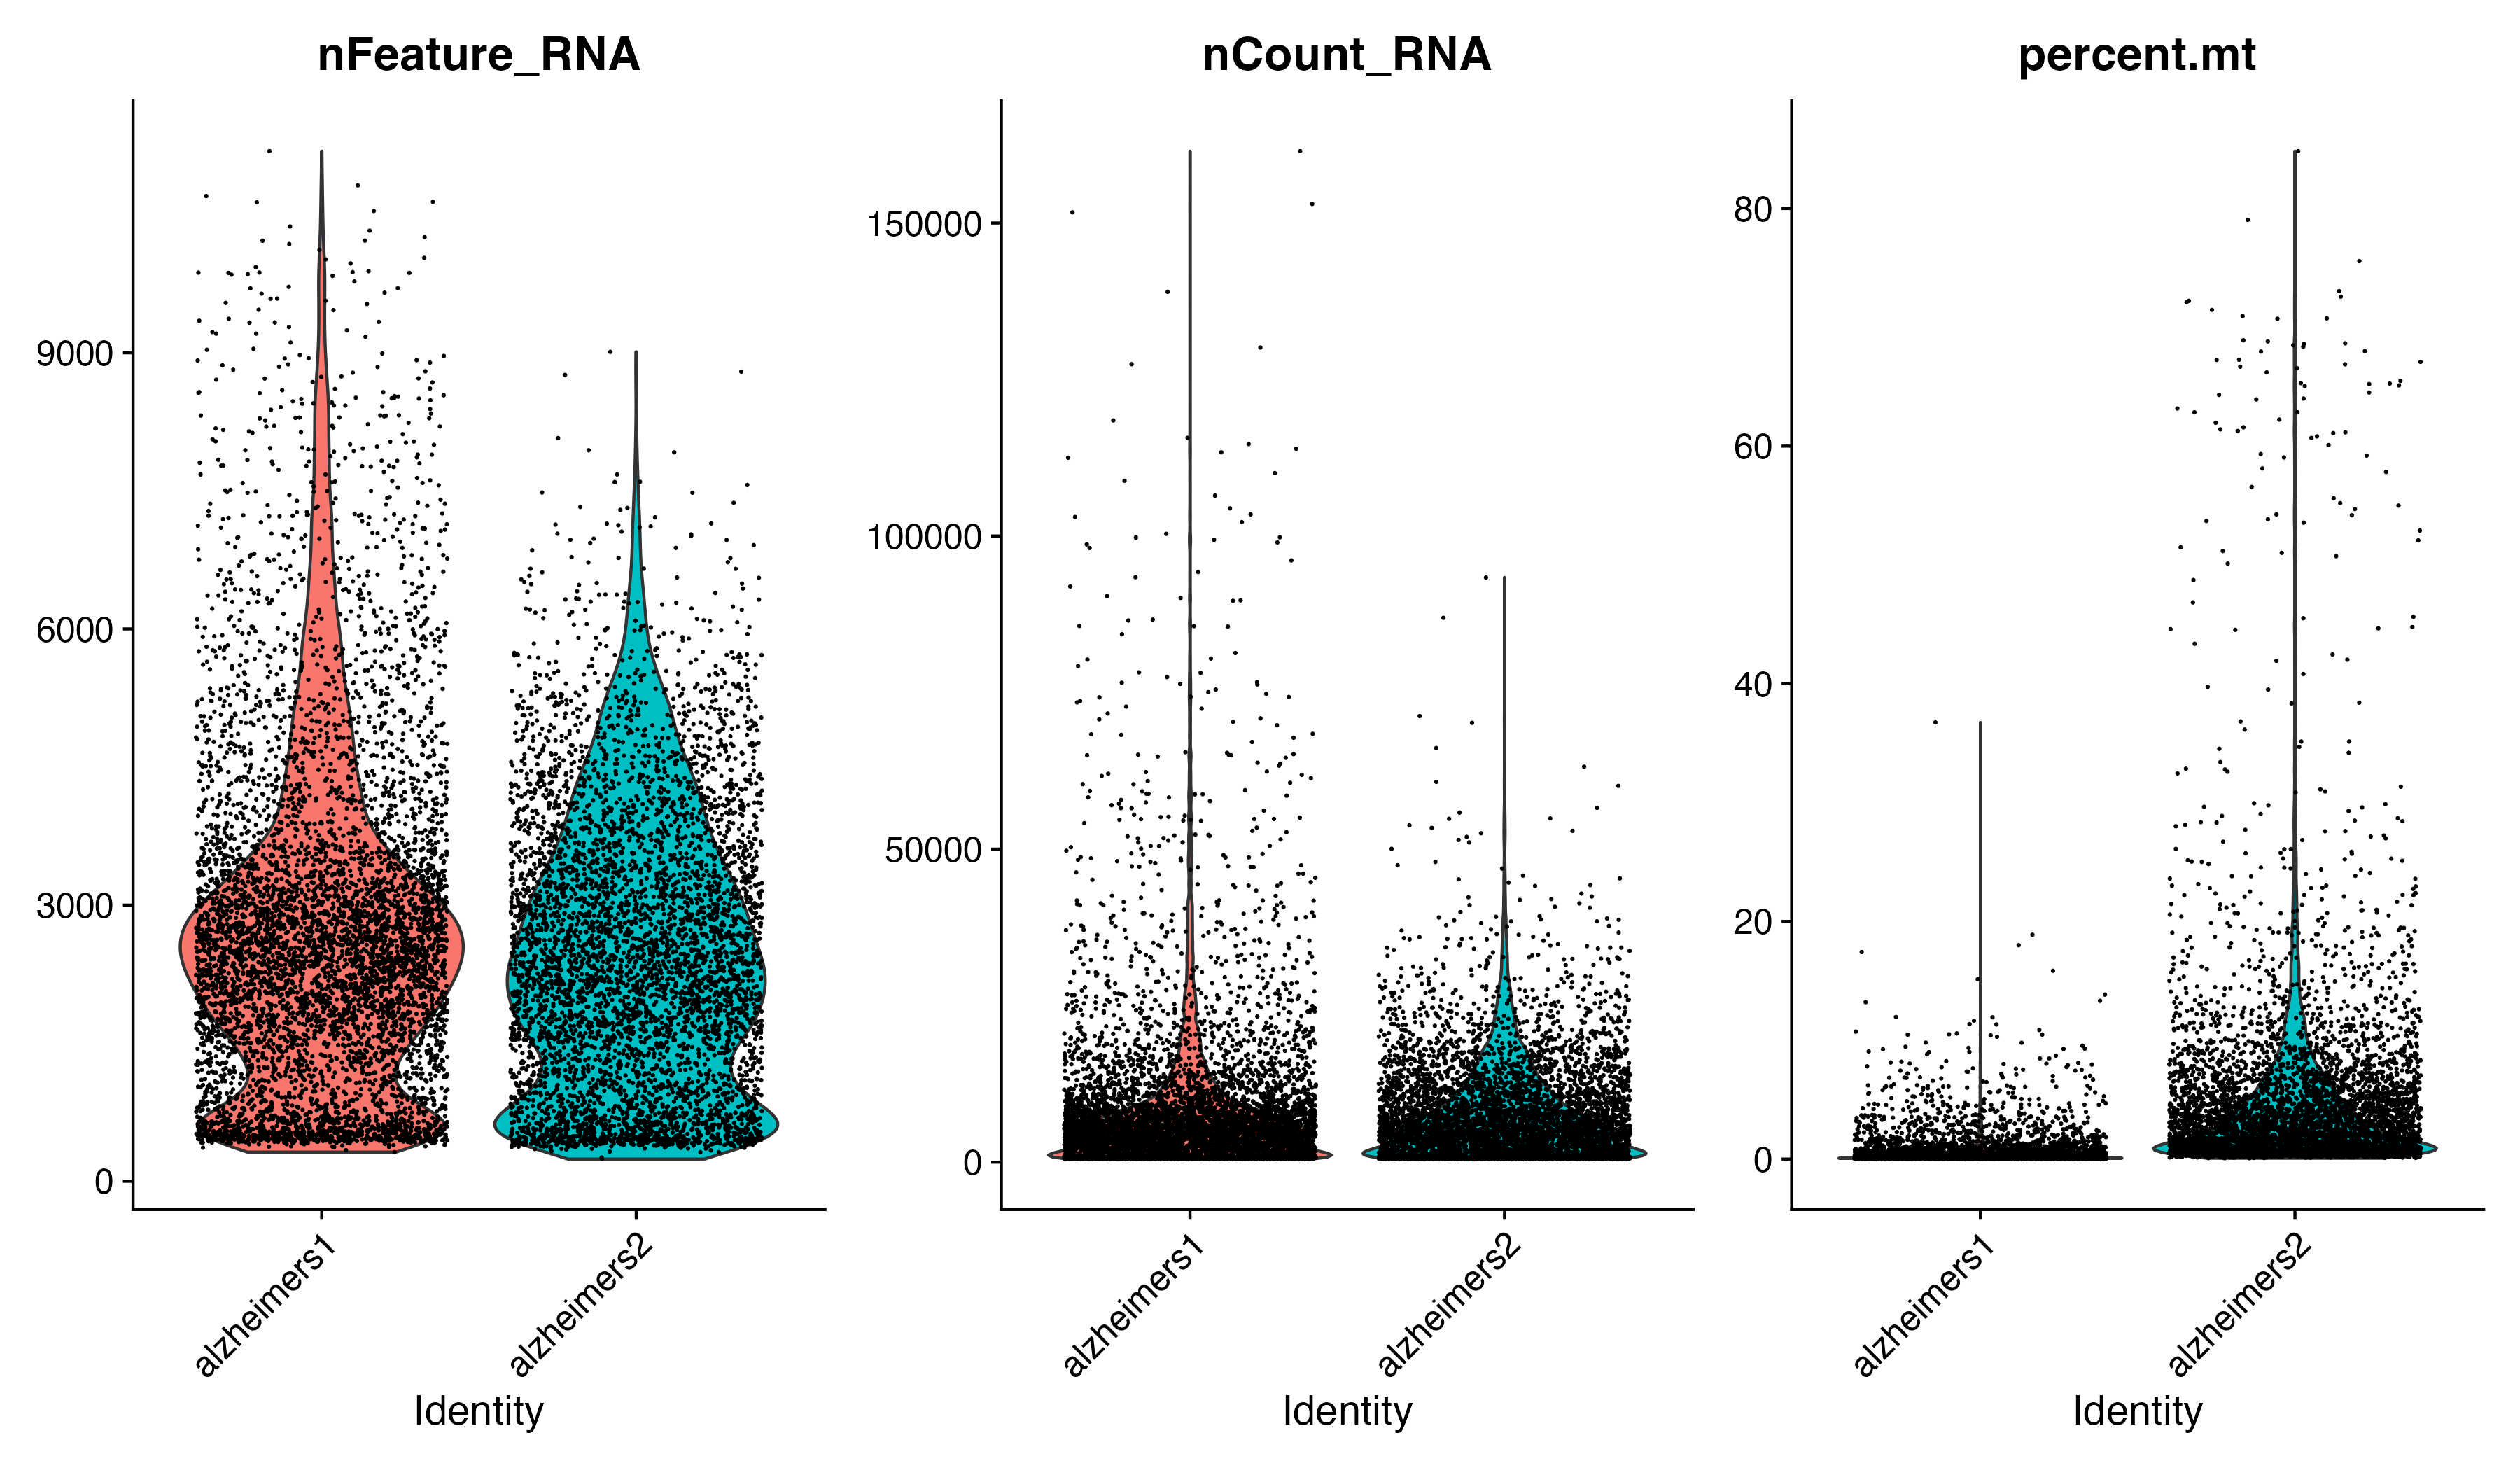 nFeature_RNA
9000
6000
3000
0
alzheimers1
alzheimers2
Identity
nCount_RNA
150000
100000
50000
0
alzheimers1
alzheimers2
Identity
percent.mt
80
60
40
20
0
alzheimers1
alzheimers2
Identity